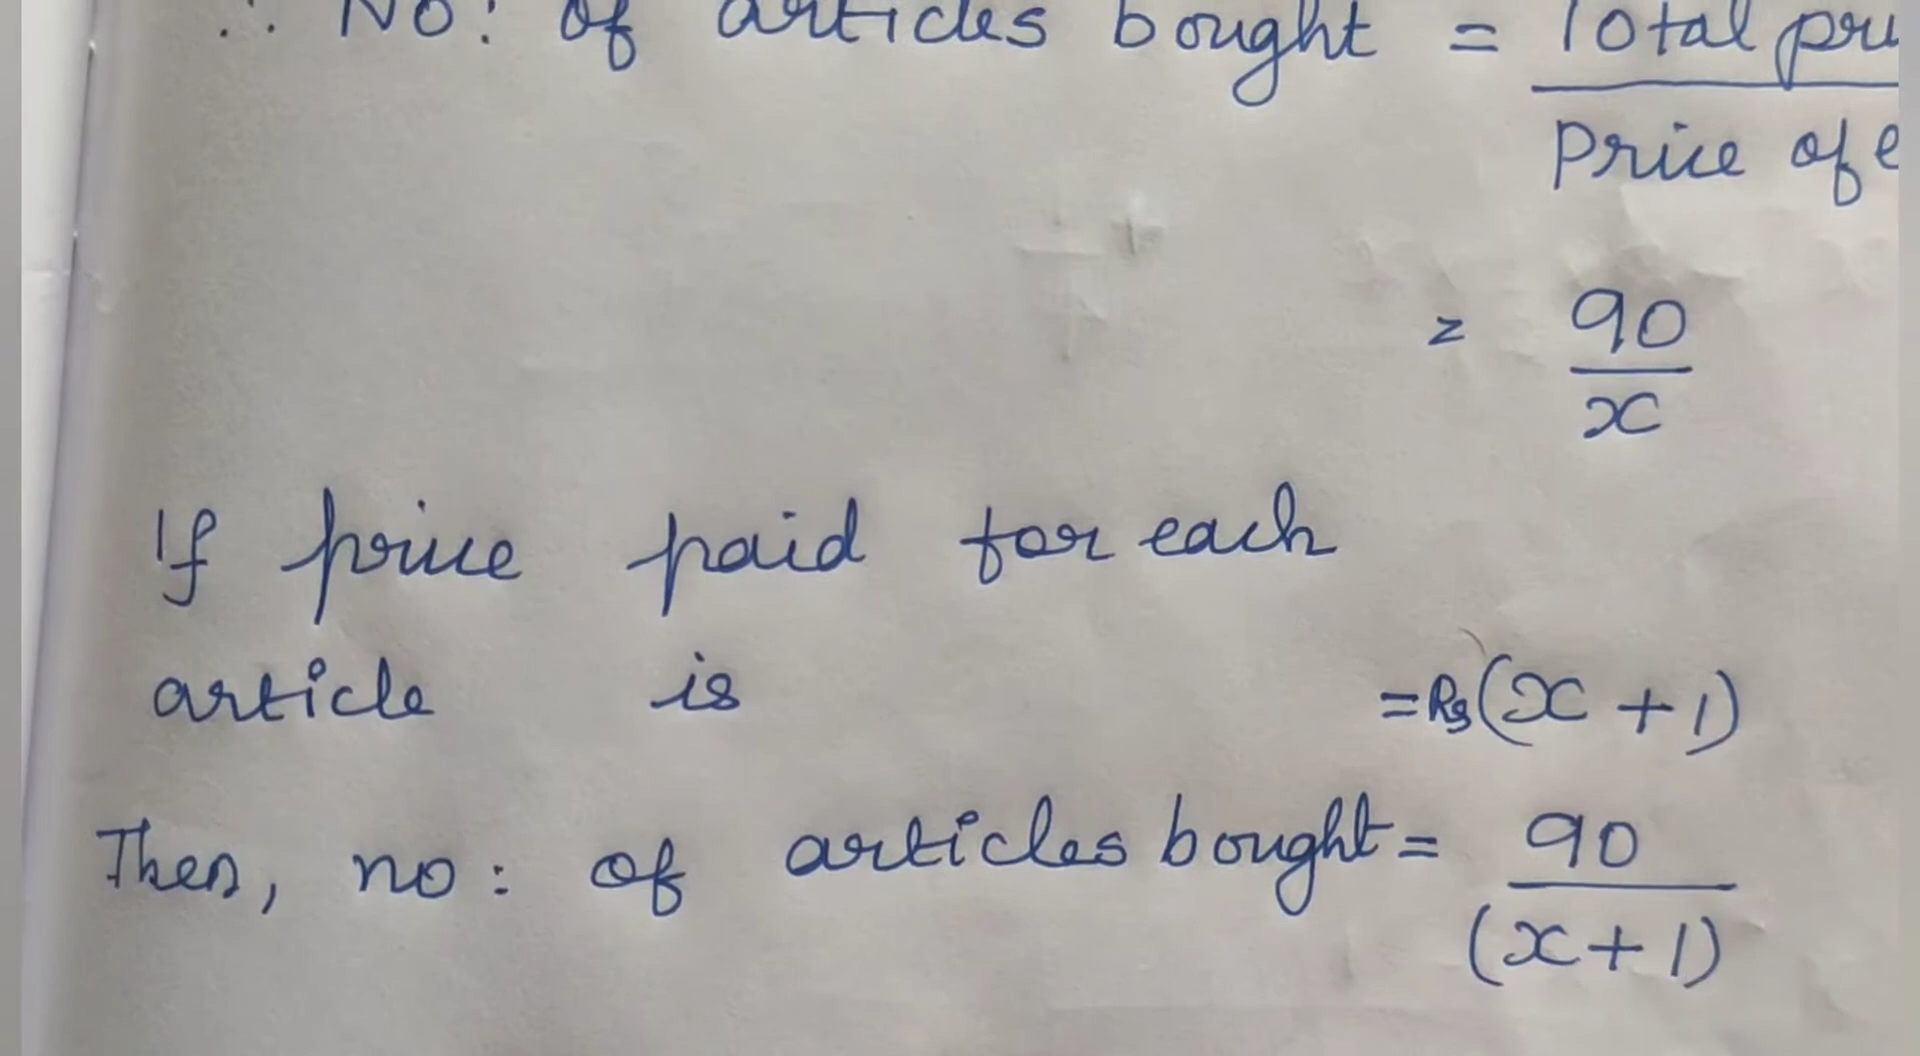 ∴ No: of articles bought = Total
Price of
= 90/x
If price paid for each
article is = Rs (x + 1)
Then, no: of articles bought = 90/(x + 1)